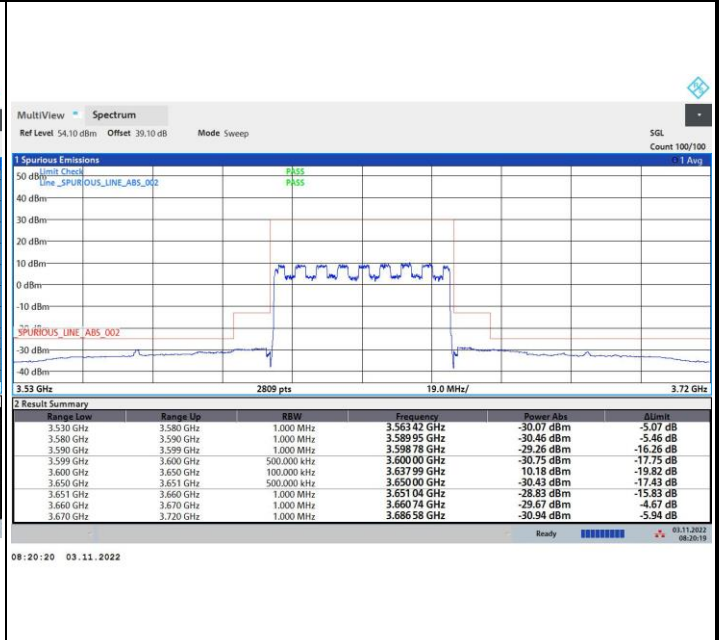 MultiView Spectrum
Ref Level 54.10 dBm Offset 39.10 dB Mode Sweep SGL
Count 100/100
1 Spurious Emissions 1 Avg
50 dBm Limit Check PASS
Line _SPURIOUS_LINE_ABS_002 PASS
40 dBm
30 dBm
20 dBm
10 dBm
0 dBm
-10 dBm
_SPURIOUS_LINE_ABS_002
-30 dBm
-40 dBm
3.53 GHz 2809 pts 19.0 MHz/ 3.72 GHz
2 Result Summary
Range Low Range Up RBW Frequency Power Abs ΔLimit
3.530 GHz 3.580 GHz 1.000 MHz 3.563 42 GHz -30.07 dBm -5.07 dB
3.580 GHz 3.590 GHz 1.000 MHz 3.589 95 GHz -30.46 dBm -5.46 dB
3.590 GHz 3.599 GHz 1.000 MHz 3.598 78 GHz -29.26 dBm -16.26 dB
3.599 GHz 3.600 GHz 500.000 kHz 3.600 00 GHz -30.75 dBm -17.75 dB
3.600 GHz 3.650 GHz 100.000 kHz 3.637 99 GHz 10.18 dBm -19.82 dB
3.650 GHz 3.651 GHz 500.000 kHz 3.650 00 GHz -30.43 dBm -17.43 dB
3.651 GHz 3.660 GHz 1.000 MHz 3.651 04 GHz -28.83 dBm -15.83 dB
3.660 GHz 3.670 GHz 1.000 MHz 3.660 74 GHz -29.67 dBm -4.67 dB
3.670 GHz 3.720 GHz 1.000 MHz 3.686 58 GHz -30.94 dBm -5.94 dB
Ready 03.11.2022
08:20:19
08:20:20 03.11.2022